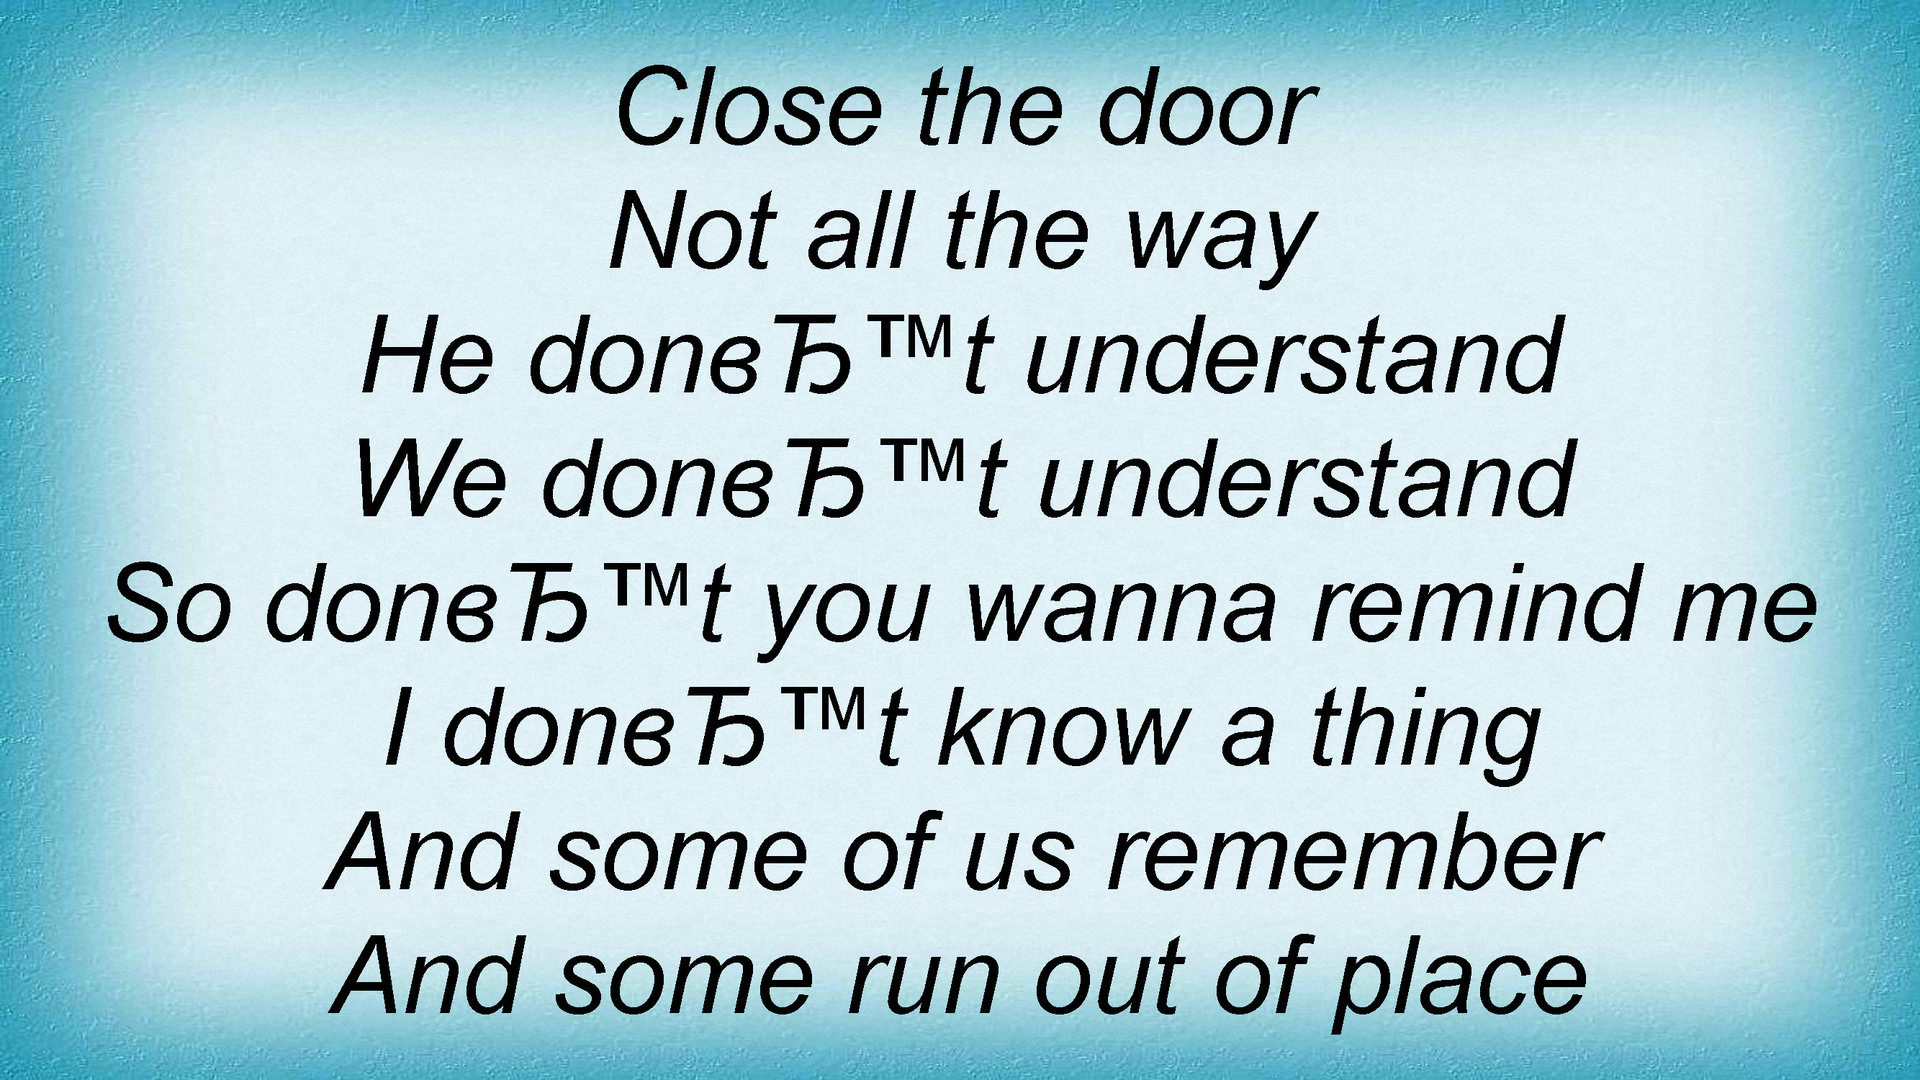 Close the door
Not all the way
He donвЂ™t understand
We donвЂ™t understand
So donвЂ™t you wanna remind me
I donвЂ™t know a thing
And some of us remember
And some run out of place